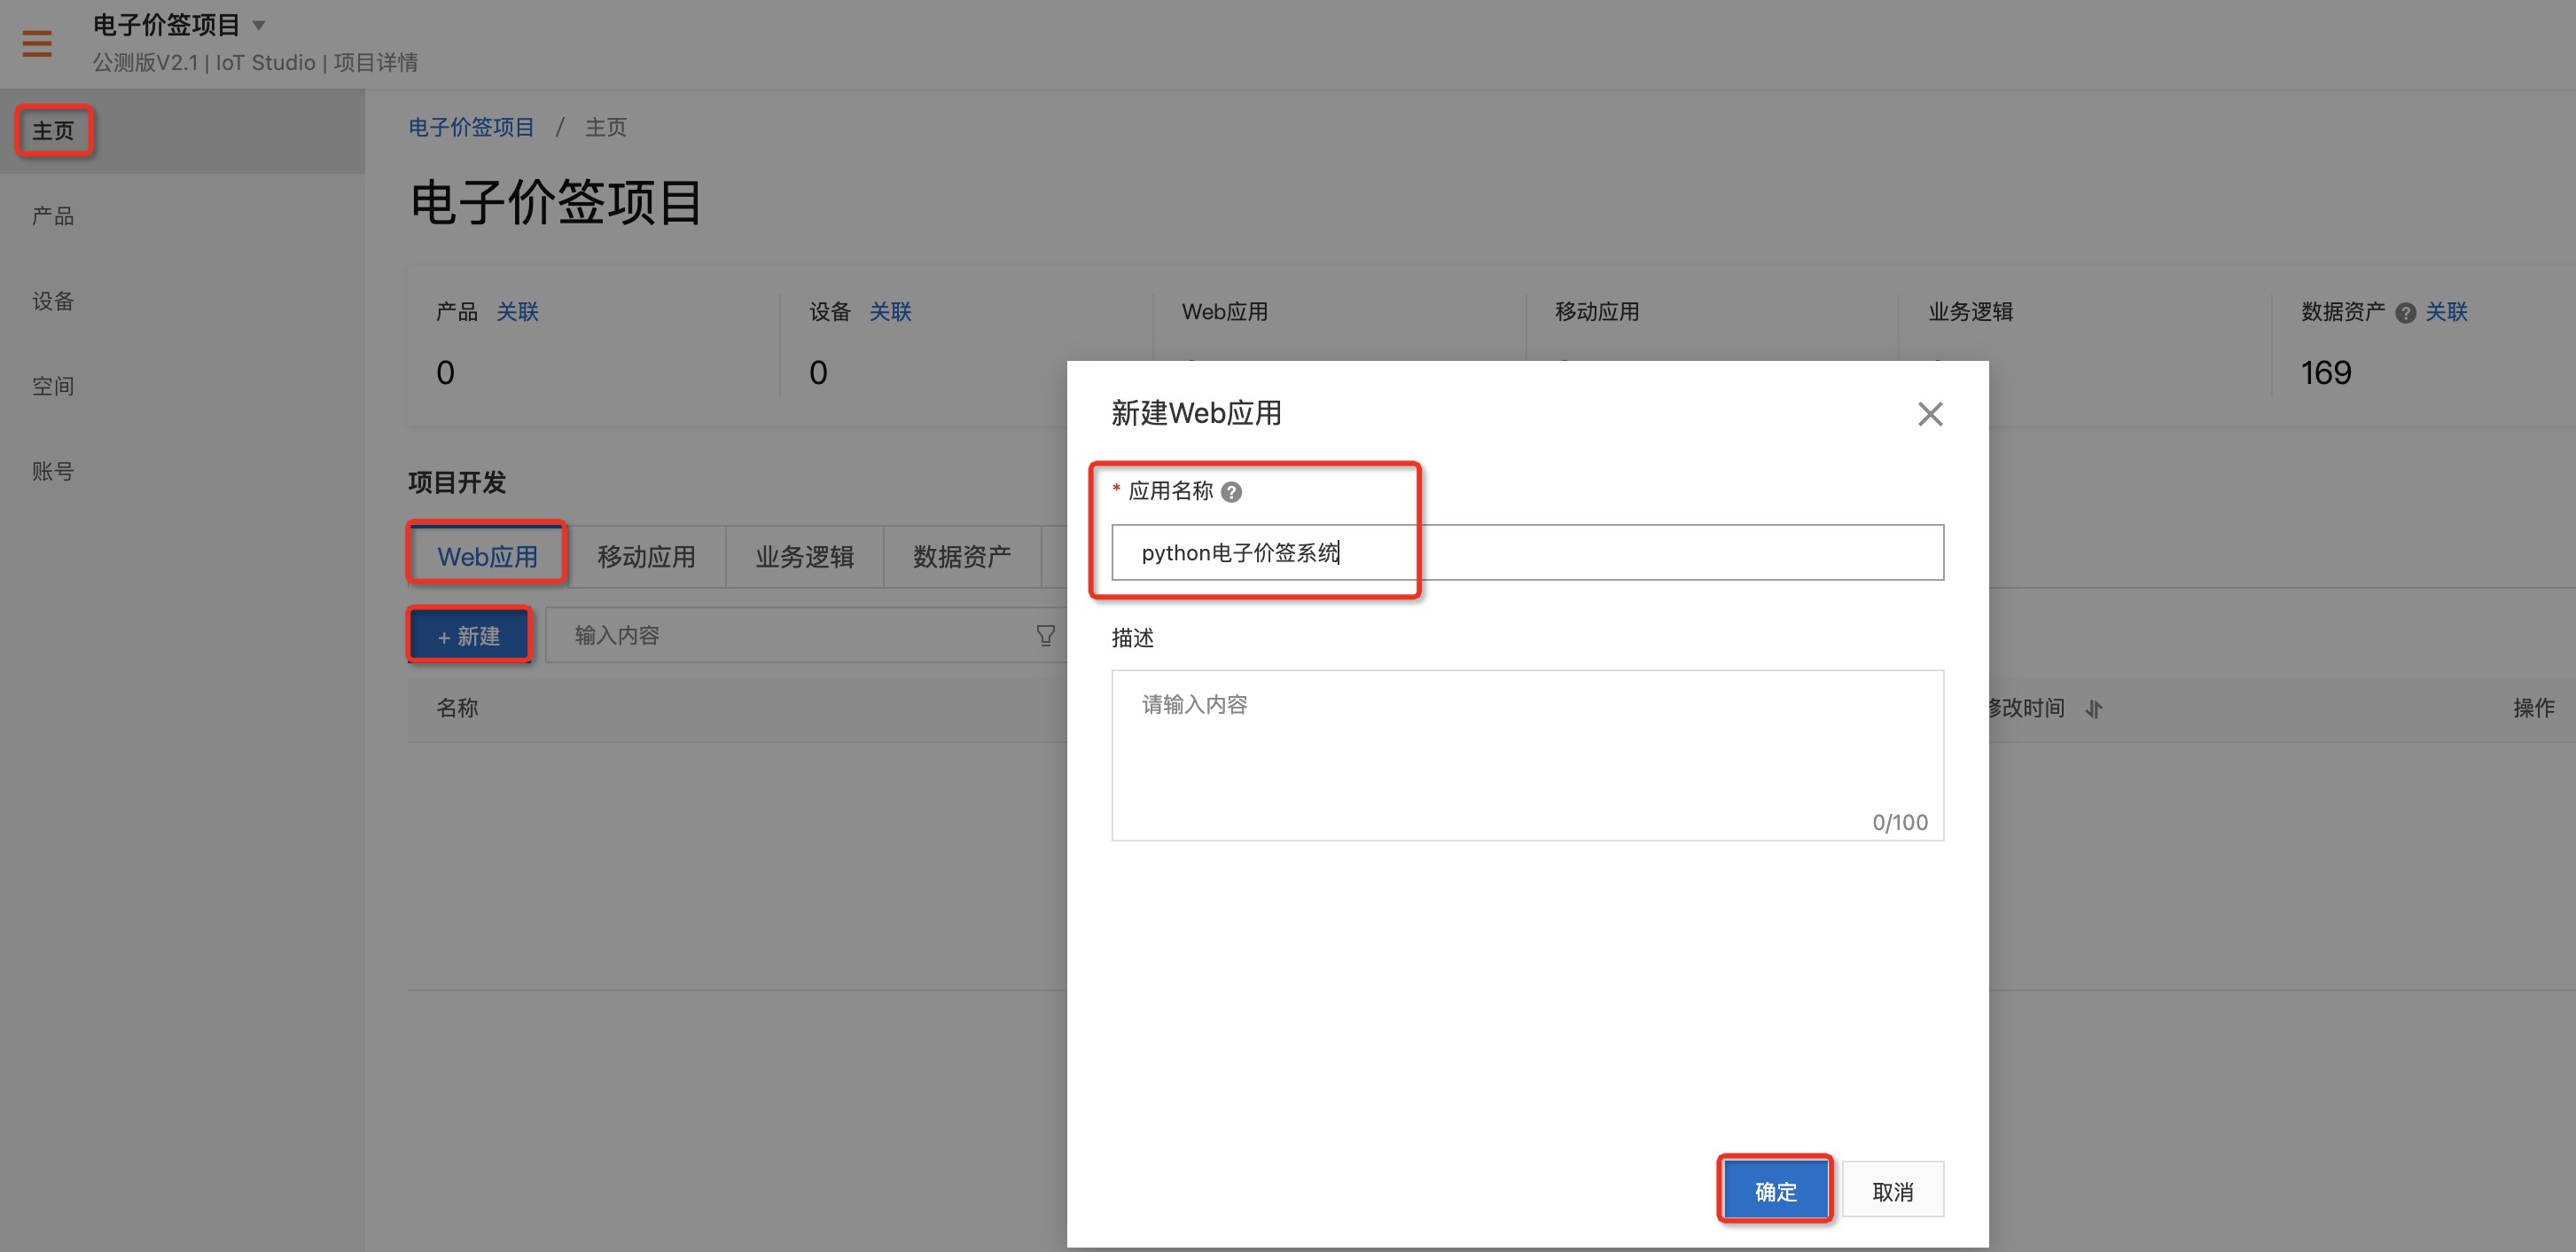 电子价签项目
公测版V2.1 | IoT Studio | 项目详情
主页
产品
设备
空间
账号
电子价签项目 / 主页
电子价签项目
产品 关联
0
设备 关联
0
Web应用
移动应用
业务逻辑
数据资产 ? 关联
169
项目开发
Web应用
移动应用
业务逻辑
数据资产
+ 新建
输入内容
名称
修改时间
操作
新建Web应用
* 应用名称 ?
python电子价签系统
描述
请输入内容
0/100
确定
取消